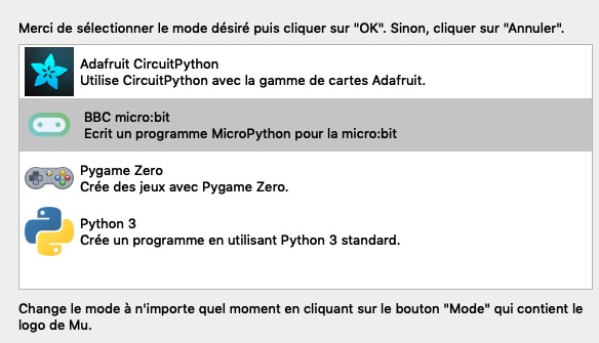 Merci de sélectionner le mode désiré puis cliquer sur "OK". Sinon, cliquer sur "Annuler".
Adafruit CircuitPython
Utilise CircuitPython avec la gamme de cartes Adafruit.
BBC micro:bit
Ecrit un programme MicroPython pour la micro:bit
Pygame Zero
Crée des jeux avec Pygame Zero.
Python 3
Crée un programme en utilisant Python 3 standard.
Change le mode à n'importe quel moment en cliquant sur le bouton "Mode" qui contient le
logo de Mu.